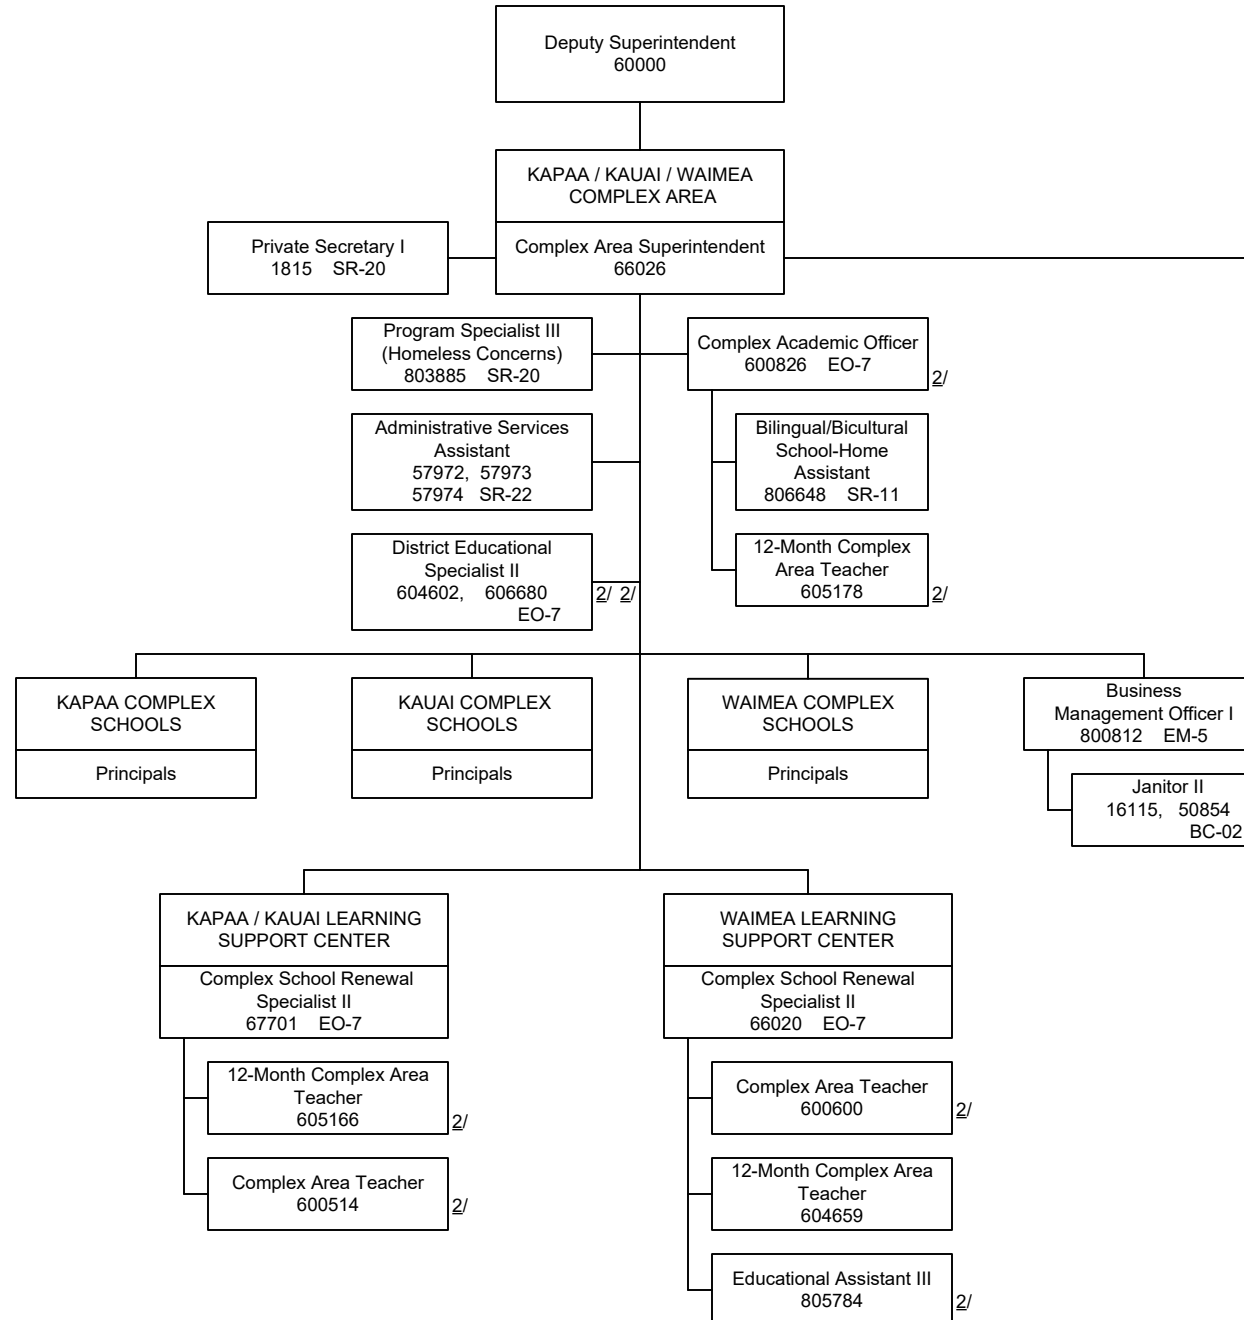 Deputy Superintendent
60000
KAPAA / KAUAI / WAIMEA
COMPLEX AREA
Private Secretary I
1815 SR-20
Complex Area Superintendent
66026
Program Specialist III
(Homeless Concerns)
803885 SR-20
Complex Academic Officer
600826 EO-7
2/
Administrative Services
Assistant
57972, 57973
57974 SR-22
Bilingual/Bicultural
School-Home
Assistant
806648 SR-11
District Educational
Specialist II
604602, 606680
EO-7
2/ 2/
12-Month Complex
Area Teacher
605178
2/
KAPAA COMPLEX
SCHOOLS
Principals
KAUAI COMPLEX
SCHOOLS
Principals
WAIMEA COMPLEX
SCHOOLS
Principals
Business
Management Officer I
800812 EM-5
Janitor II
16115, 50854
BC-02
KAPAA / KAUAI LEARNING
SUPPORT CENTER
Complex School Renewal
Specialist II
67701 EO-7
12-Month Complex Area
Teacher
605166
2/
Complex Area Teacher
600514
2/
WAIMEA LEARNING
SUPPORT CENTER
Complex School Renewal
Specialist II
66020 EO-7
Complex Area Teacher
600600
2/
12-Month Complex Area
Teacher
604659
Educational Assistant III
805784
2/